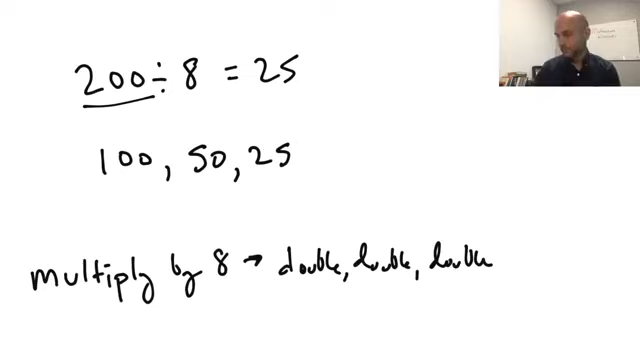 200 ÷ 8 = 25
100, 50, 25
multiply by 8 → double, double, double